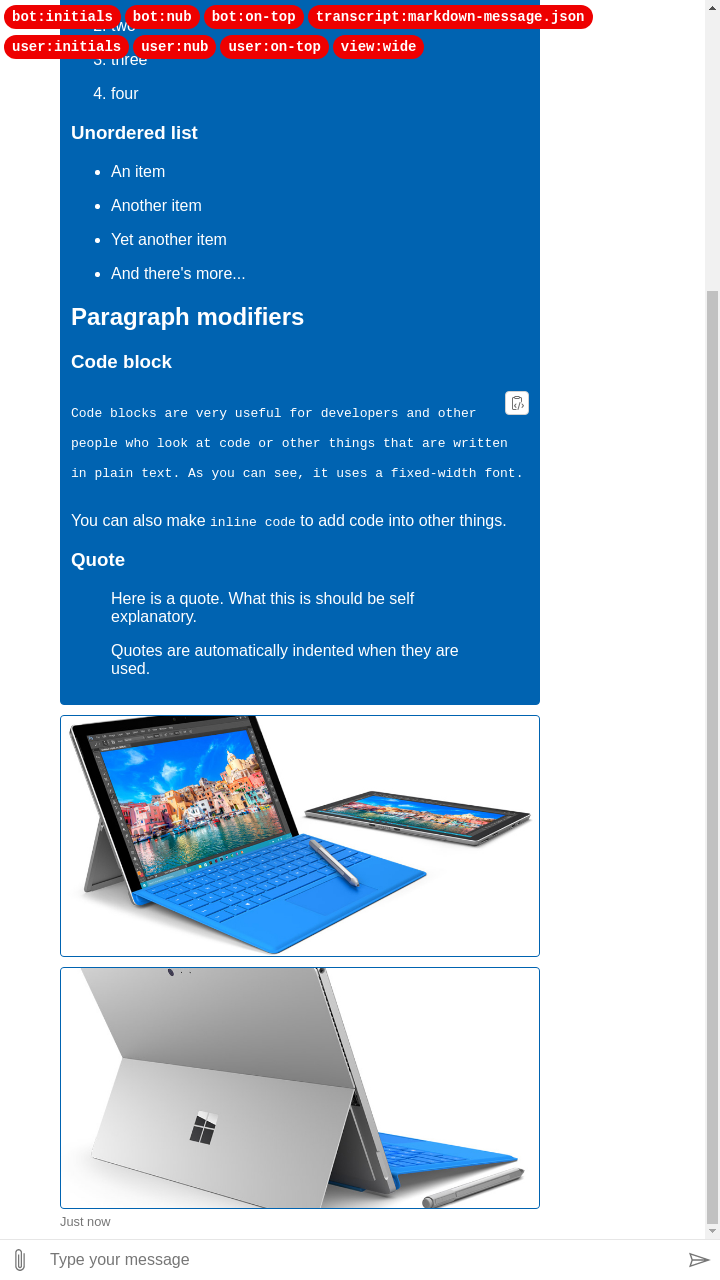 bot:initials bot:nub bot:on-top transcript:markdown-message.json
2. two
user:initials user:nub user:on-top view:wide
3. three
4. four
Unordered list
• An item
• Another item
• Yet another item
• And there's more...
Paragraph modifiers
Code block
Code blocks are very useful for developers and other
people who look at code or other things that are written
in plain text. As you can see, it uses a fixed-width font.
You can also make inline code to add code into other things.
Quote
Here is a quote. What this is should be self
explanatory.
Quotes are automatically indented when they are
used.
Just now
Type your message